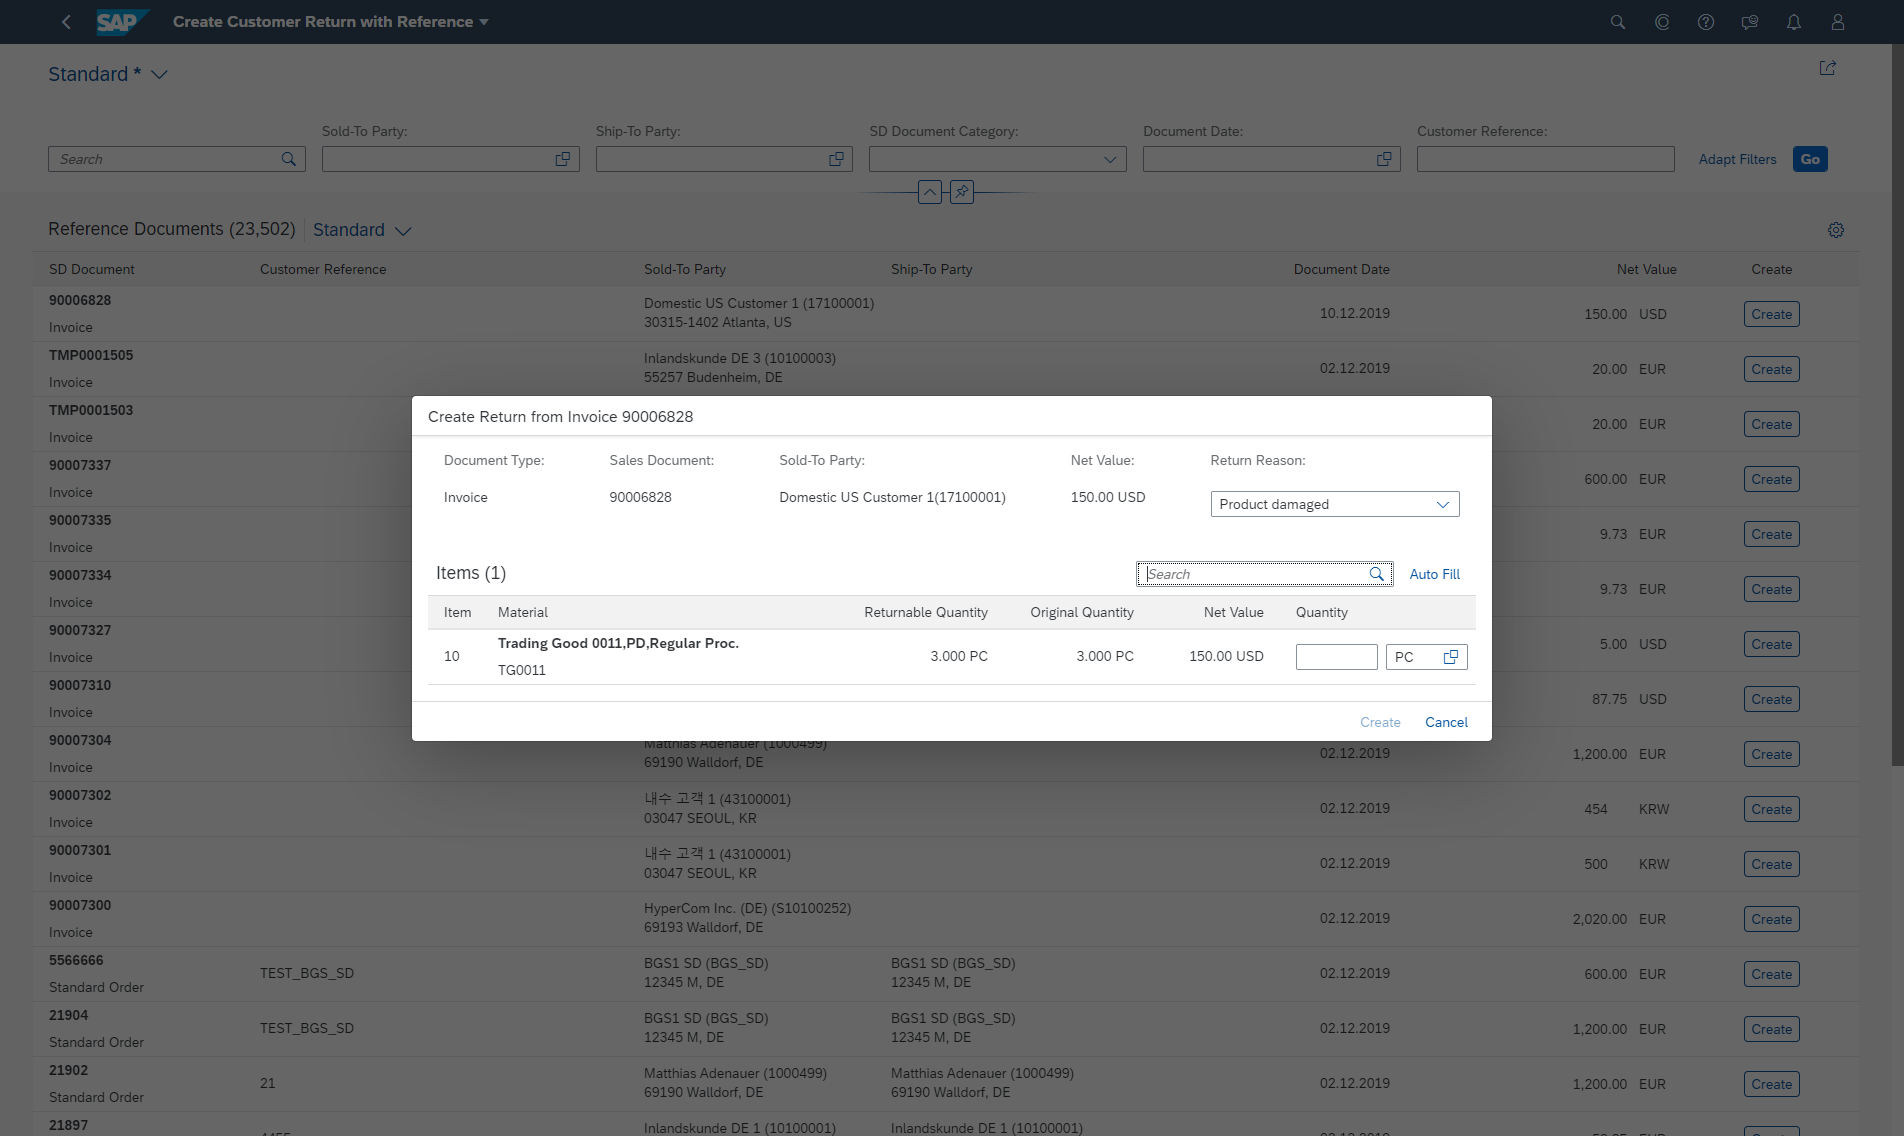 SAP Create Customer Return with Reference
Standard *
Sold-To Party: Ship-To Party: SD Document Category: Document Date: Customer Reference:
Search Adapt Filters Go
Reference Documents (23,502) Standard
SD Document Customer Reference Sold-To Party Ship-To Party Document Date Net Value Create
90006828
Invoice
Domestic US Customer 1 (17100001)
30315-1402 Atlanta, US
10.12.2019 150.00 USD Create
TMP0001505
Invoice
Inlandskunde DE 3 (10100003)
55257 Budenheim, DE
02.12.2019 20.00 EUR Create
TMP0001503
Invoice
20.00 EUR Create
90007337
Invoice
600.00 EUR Create
90007335
Invoice
9.73 EUR Create
90007334
Invoice
9.73 EUR Create
90007327
Invoice
5.00 USD Create
90007310
Invoice
87.75 USD Create
Create Return from Invoice 90006828
Document Type: Sales Document: Sold-To Party: Net Value: Return Reason:
Invoice 90006828 Domestic US Customer 1(17100001) 150.00 USD Product damaged
Items (1) Search Auto Fill
Item Material Returnable Quantity Original Quantity Net Value Quantity
10
Trading Good 0011,PD,Regular Proc.
TG0011
3.000 PC 3.000 PC 150.00 USD PC
Create Cancel
90007304
Invoice
Matthias Adenauer (1000499)
69190 Walldorf, DE
02.12.2019 1,200.00 EUR Create
90007302
Invoice
내수 고객 1 (43100001)
03047 SEOUL, KR
02.12.2019 454 KRW Create
90007301
Invoice
내수 고객 1 (43100001)
03047 SEOUL, KR
02.12.2019 500 KRW Create
90007300
Invoice
HyperCom Inc. (DE) (S10100252)
69193 Walldorf, DE
02.12.2019 2,020.00 EUR Create
5566666
Standard Order
TEST_BGS_SD
BGS1 SD (BGS_SD)
12345 M, DE
BGS1 SD (BGS_SD)
12345 M, DE
02.12.2019 600.00 EUR Create
21904
Standard Order
TEST_BGS_SD
BGS1 SD (BGS_SD)
12345 M, DE
BGS1 SD (BGS_SD)
12345 M, DE
02.12.2019 1,200.00 EUR Create
21902
Standard Order
21
Matthias Adenauer (1000499)
69190 Walldorf, DE
Matthias Adenauer (1000499)
69190 Walldorf, DE
02.12.2019 1,200.00 EUR Create
21897
Inlandskunde DE 1 (10100001) Inlandskunde DE 1 (10100001)